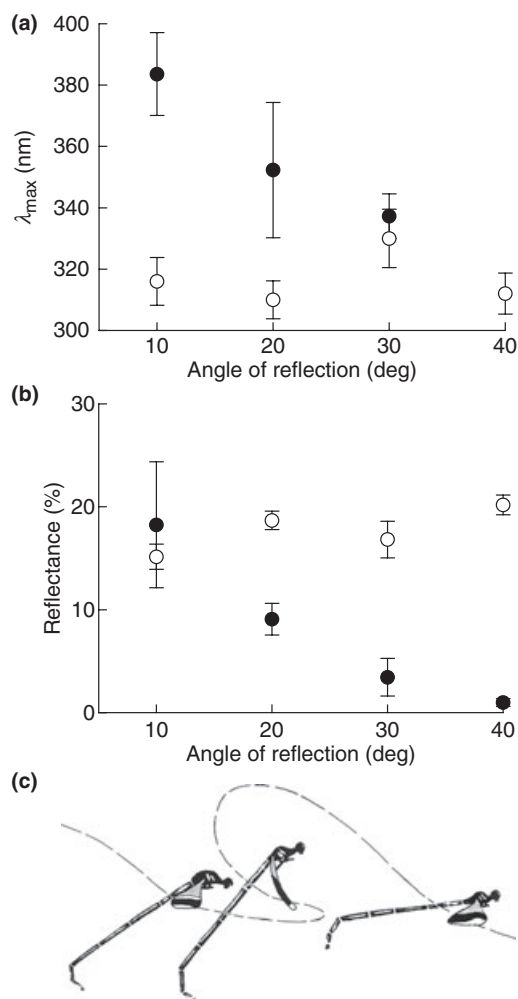 (a)
400
380
360
340
320
300
λmax (nm)
10 20 30 40
Angle of reflection (deg)
(b)
30
20
10
0
Reflectance (%)
10 20 30 40
Angle of reflection (deg)
(c)